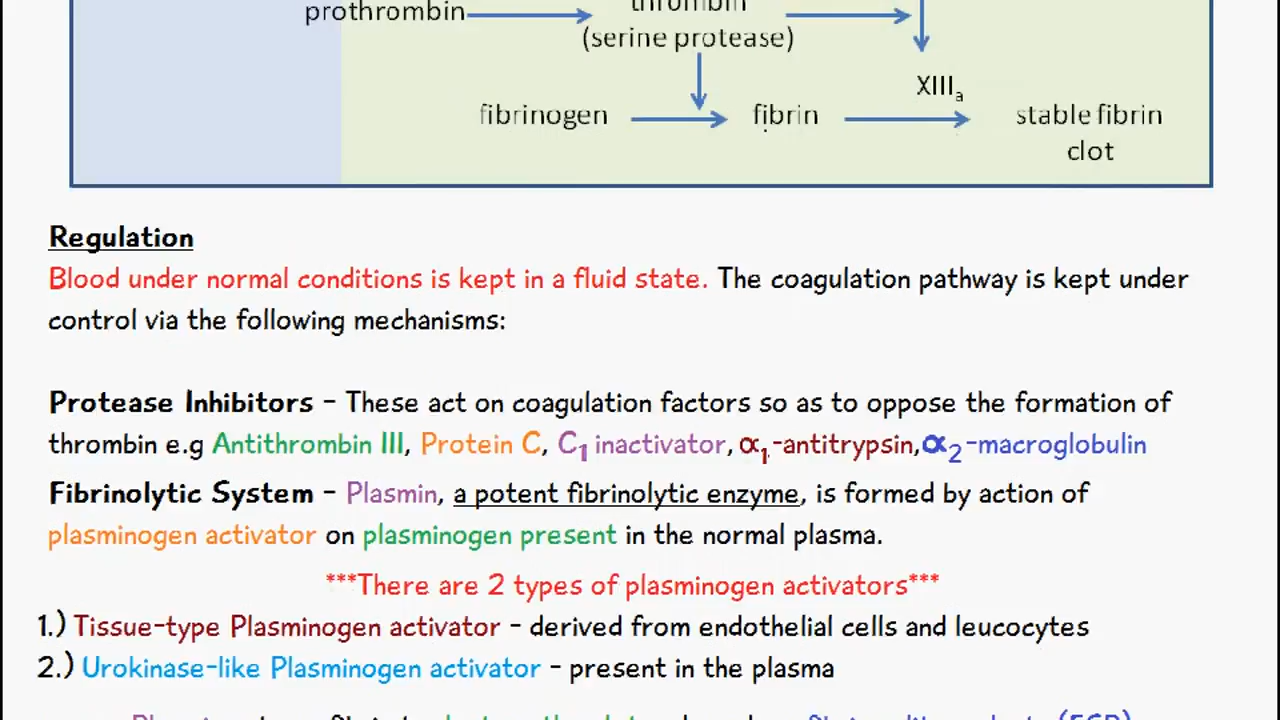 prothrombin thrombin
(serine protease)
XIIIa
fibrinogen fibrin stable fibrin
clot
Regulation
Blood under normal conditions is kept in a fluid state. The coagulation pathway is kept under
control via the following mechanisms:
Protease Inhibitors - These act on coagulation factors so as to oppose the formation of
thrombin e.g Antithrombin III, Protein C, C1 inactivator, α1-antitrypsin,α2-macroglobulin
Fibrinolytic System - Plasmin, a potent fibrinolytic enzyme, is formed by action of
plasminogen activator on plasminogen present in the normal plasma.
***There are 2 types of plasminogen activators***
1.) Tissue-type Plasminogen activator - derived from endothelial cells and leucocytes
2.) Urokinase-like Plasminogen activator - present in the plasma